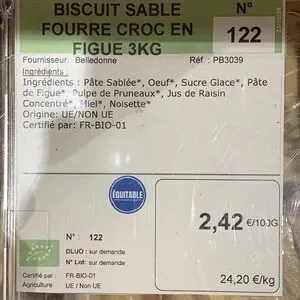 BISCUIT SABLE
FOURRE CROC EN
FIGUE 3KG
N°
122
Fournisseur. Belledonne
Réf. : PB3039
Ingrédients :
Ingrédients : Pâte Sablée*, Oeuf*, Sucre Glace*, Pâte
de Figue*, Pulpe de Pruneaux*, Jus de Raisin
Concentré*, Miel*, Noisette*
Origine: UE/NON UE
Certifié par: FR-BIO-01
ÉQUITABLE
2,42 €/10JG
N° : 122
DLUO : sur demande
N° Lot: sur demande
24,20 €/kg
Certifié par : FR-BIO-01
Agriculture UE / Non UE